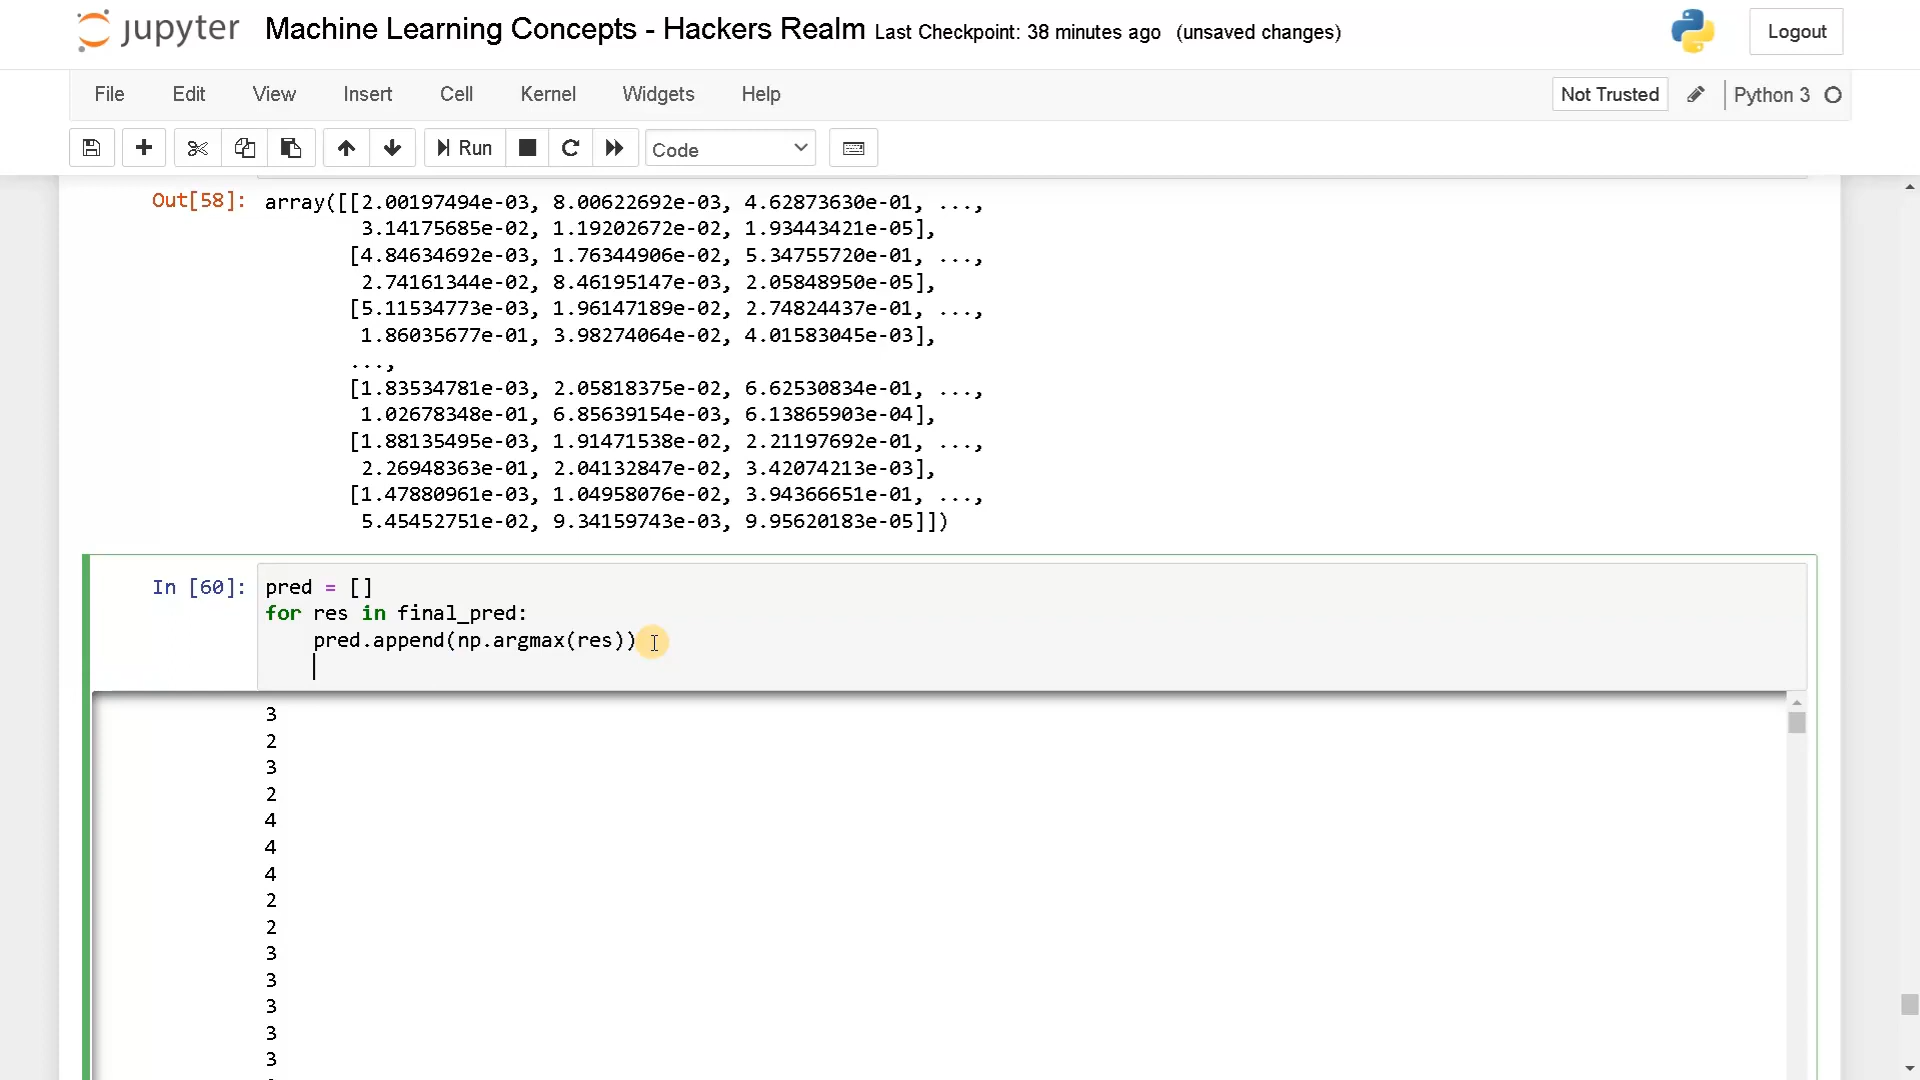 jupyter Machine Learning Concepts - Hackers Realm Last Checkpoint: 38 minutes ago (unsaved changes) Logout
File Edit View Insert Cell Kernel Widgets Help Not Trusted Python 3
Run Code
Out[58]: array([[2.00197494e-03, 8.00622692e-03, 4.62873630e-01, ...,
3.14175685e-02, 1.19202672e-02, 1.93443421e-05],
[4.84634692e-03, 1.76344906e-02, 5.34755720e-01, ...,
2.74161344e-02, 8.46195147e-03, 2.05848950e-05],
[5.11534773e-03, 1.96147189e-02, 2.74824437e-01, ...,
1.86035677e-01, 3.98274064e-02, 4.01583045e-03],
...,
[1.83534781e-03, 2.05818375e-02, 6.62530834e-01, ...,
1.02678348e-01, 6.85639154e-03, 6.13865903e-04],
[1.88135495e-03, 1.91471538e-02, 2.21197692e-01, ...,
2.26948363e-01, 2.04132847e-02, 3.42074213e-03],
[1.47880961e-03, 1.04958076e-02, 3.94366651e-01, ...,
5.45452751e-02, 9.34159743e-03, 9.95620183e-05]])
In [60]: pred = []
for res in final_pred:
pred.append(np.argmax(res))
3
2
3
2
4
4
4
2
2
3
3
3
3
3